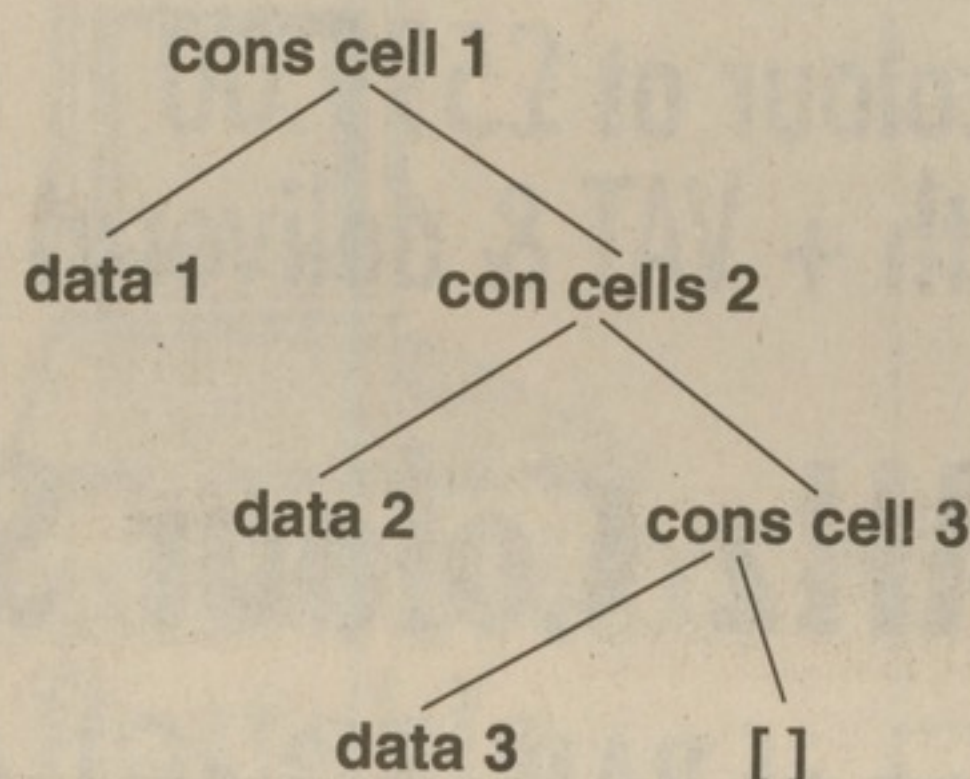 cons cell 1
data 1
con cells 2
data 2
cons cell 3
data 3
[ ]